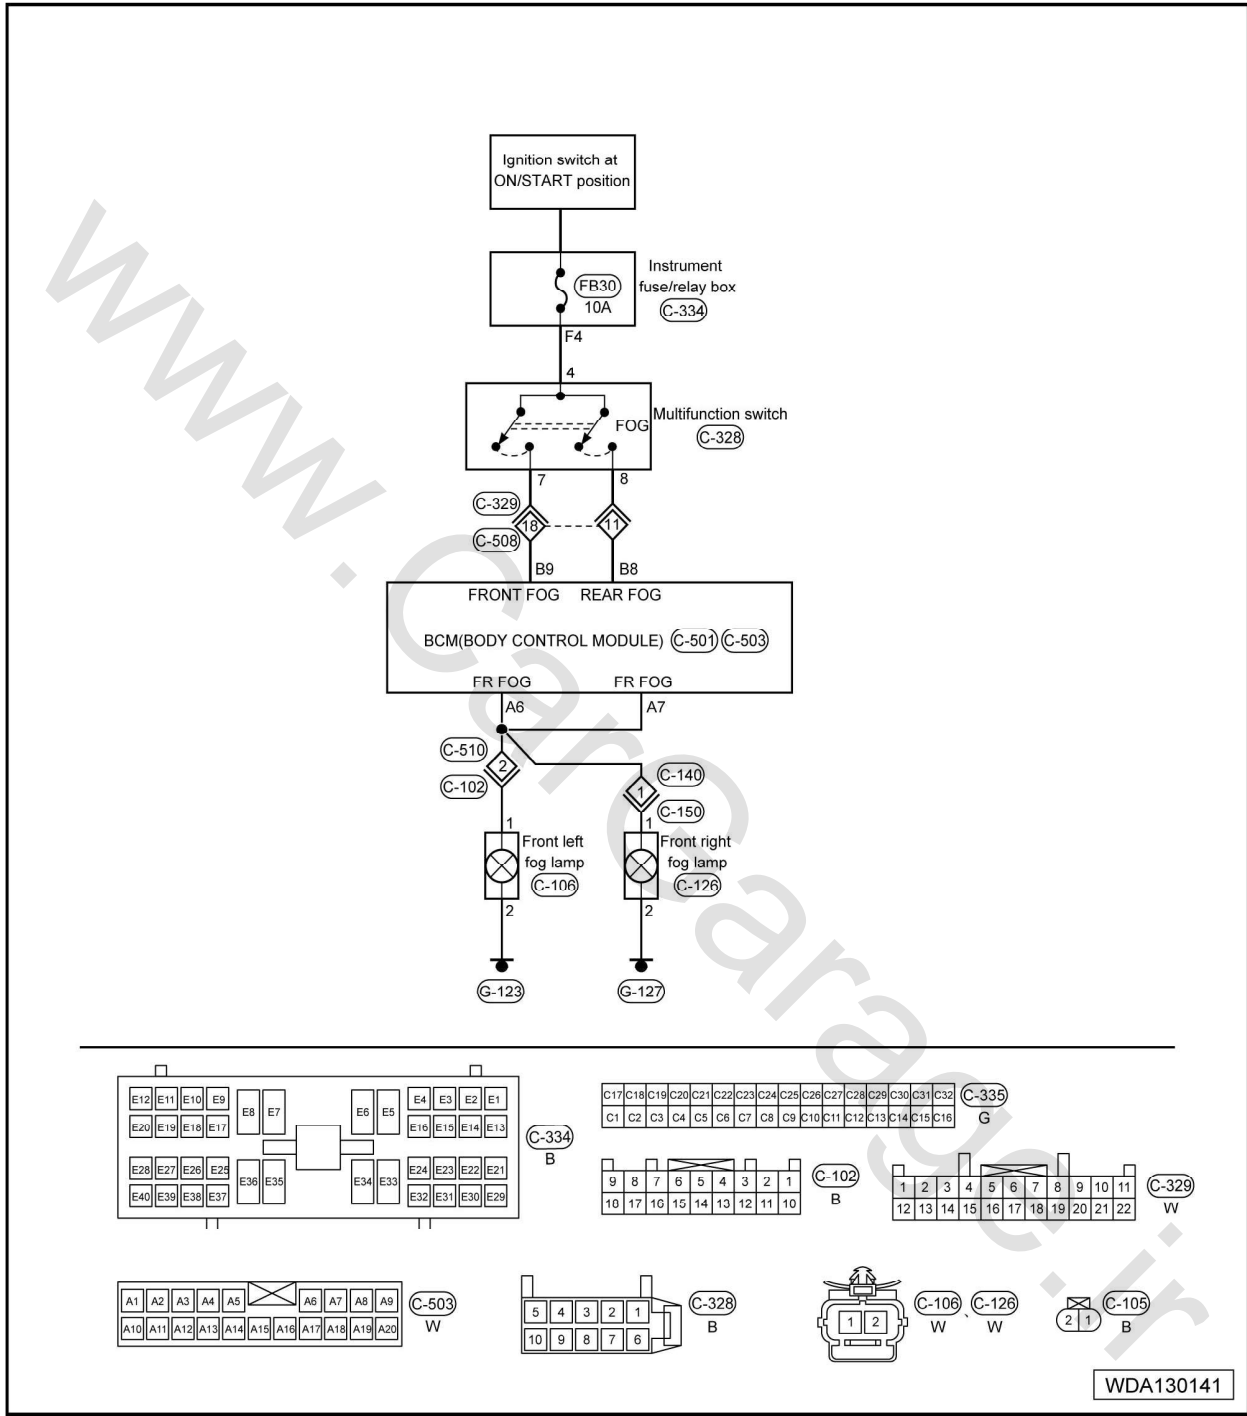 Ignition switch at
ON/START position
FB30
10A
Instrument
fuse/relay box
C-334
F4
4
FOG
Multifunction switch
C-328
7
8
C-329
18
11
C-508
B9
B8
FRONT FOG
REAR FOG
BCM(BODY CONTROL MODULE)
C-501
C-503
FR FOG
FR FOG
A6
A7
C-510
2
C-102
C-140
1
C-150
1
Front left
fog lamp
C-106
2
1
Front right
fog lamp
C-126
2
G-123
G-127
E12 E11 E10 E9 E8 E7 E6 E5 E4 E3 E2 E1
E20 E19 E18 E17 E16 E15 E14 E13
C-334
B
E28 E27 E26 E25 E36 E35 E34 E33 E24 E23 E22 E21
E40 E39 E38 E37 E32 E31 E30 E29
C17 C18 C19 C20 C21 C22 C23 C24 C25 C26 C27 C28 C29 C30 C31 C32
C1 C2 C3 C4 C5 C6 C7 C8 C9 C10 C11 C12 C13 C14 C15 C16
C-335
G
9 8 7 6 5 4 3 2 1
10 17 16 15 14 13 12 11 10
C-102
B
1 2 3 4 5 6 7 8 9 10 11
12 13 14 15 16 17 18 19 20 21 22
C-329
W
A1 A2 A3 A4 A5 A6 A7 A8 A9
A10 A11 A12 A13 A14 A15 A16 A17 A18 A19 A20
C-503
W
5 4 3 2 1
10 9 8 7 6
C-328
B
1 2
C-106
W
、
C-126
W
2 1
C-105
B
WDA130141
www.CarGarage.ir